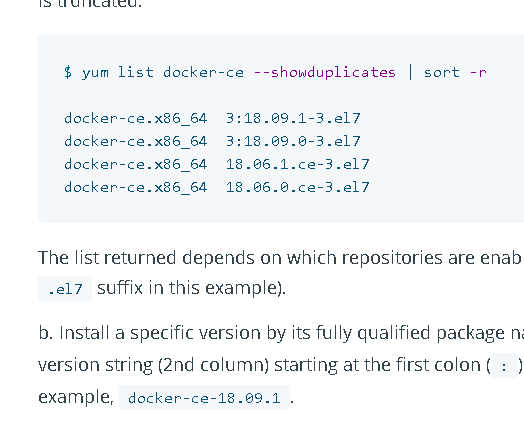 is truncated.
$ yum list docker-ce --showduplicates | sort -r
docker-ce.x86_64  3:18.09.1-3.el7
docker-ce.x86_64  3:18.09.0-3.el7
docker-ce.x86_64  18.06.1.ce-3.el7
docker-ce.x86_64  18.06.0.ce-3.el7
The list returned depends on which repositories are enab
.el7 suffix in this example).
b. Install a specific version by its fully qualified package na
version string (2nd column) starting at the first colon ( : )
example, docker-ce-18.09.1 .